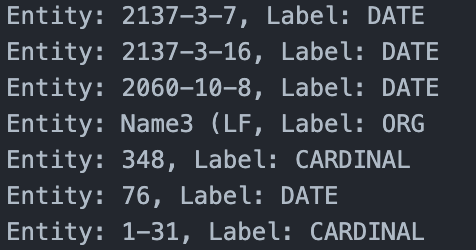 Entity: 2137-3-7, Label: DATE
Entity: 2137-3-16, Label: DATE
Entity: 2060-10-8, Label: DATE
Entity: Name3 (LF, Label: ORG
Entity: 348, Label: CARDINAL
Entity: 76, Label: DATE
Entity: 1-31, Label: CARDINAL